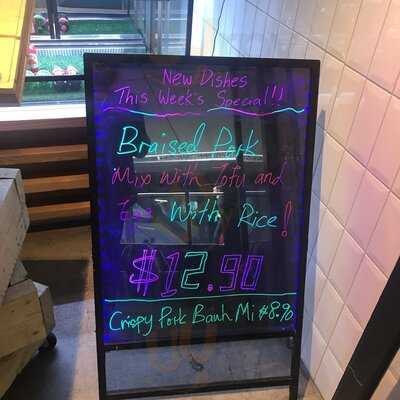 New Dishes
This Week's Special!!
Braised Pork
Mix With Tofu and
Egg With Rice!
$12.90
Crispy Pork Banh Mi $8.90